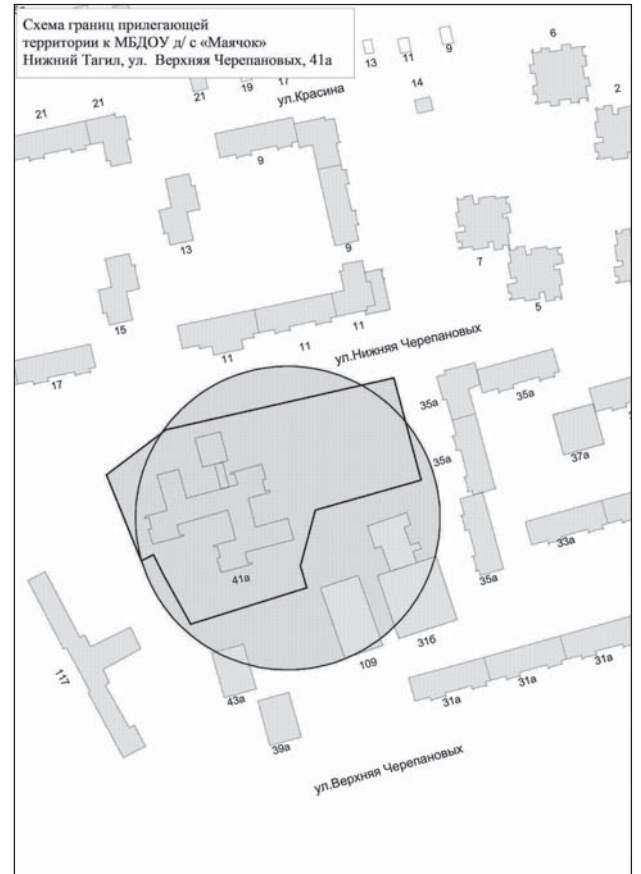 Схема границ прилегающей
территории к МБДОУ д/ с «Маячок»
Нижний Тагил, ул. Верхняя Черепановых, 41а
13
11
9
6
21
19
17
14
2
ул.Красина
21
21
9
13
9
7
5
15
11
11
11
17
ул.Нижняя Черепановых
35а
35а
35а
37а
33а
35а
41а
117
109
31б
43а
39а
31а
31а
31а
ул.Верхняя Черепановых